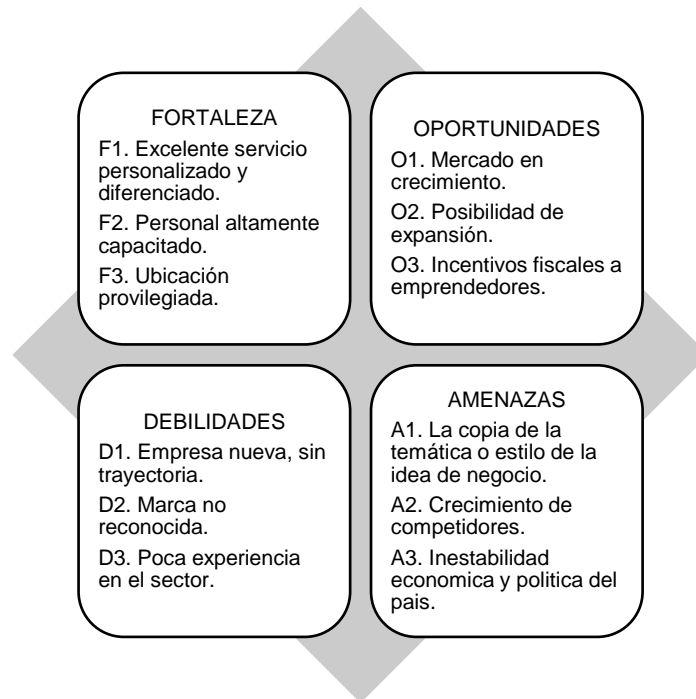 FORTALEZA
F1. Excelente servicio
personalizado y
diferenciado.
F2. Personal altamente
capacitado.
F3. Ubicación
provilegiada.
OPORTUNIDADES
O1. Mercado en
crecimiento.
O2. Posibilidad de
expansión.
O3. Incentivos fiscales a
emprendedores.
DEBILIDADES
D1. Empresa nueva, sin
trayectoria.
D2. Marca no
reconocida.
D3. Poca experiencia
en el sector.
AMENAZAS
A1. La copia de la
temática o estilo de la
idea de negocio.
A2. Crecimiento de
competidores.
A3. Inestabilidad
economica y politica del
pais.